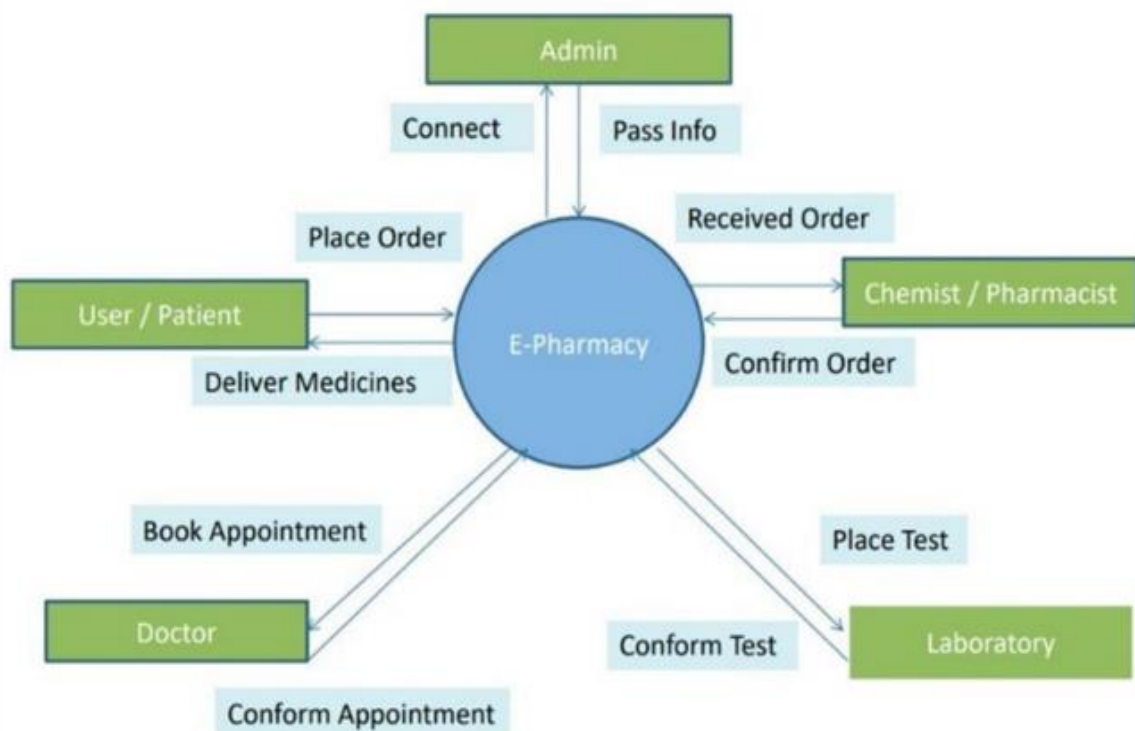 Admin
Connect
Pass Info
Place Order
Received Order
User / Patient
Chemist / Pharmacist
E-Pharmacy
Deliver Medicines
Confirm Order
Book Appointment
Place Test
Doctor
Conform Test
Laboratory
Conform Appointment